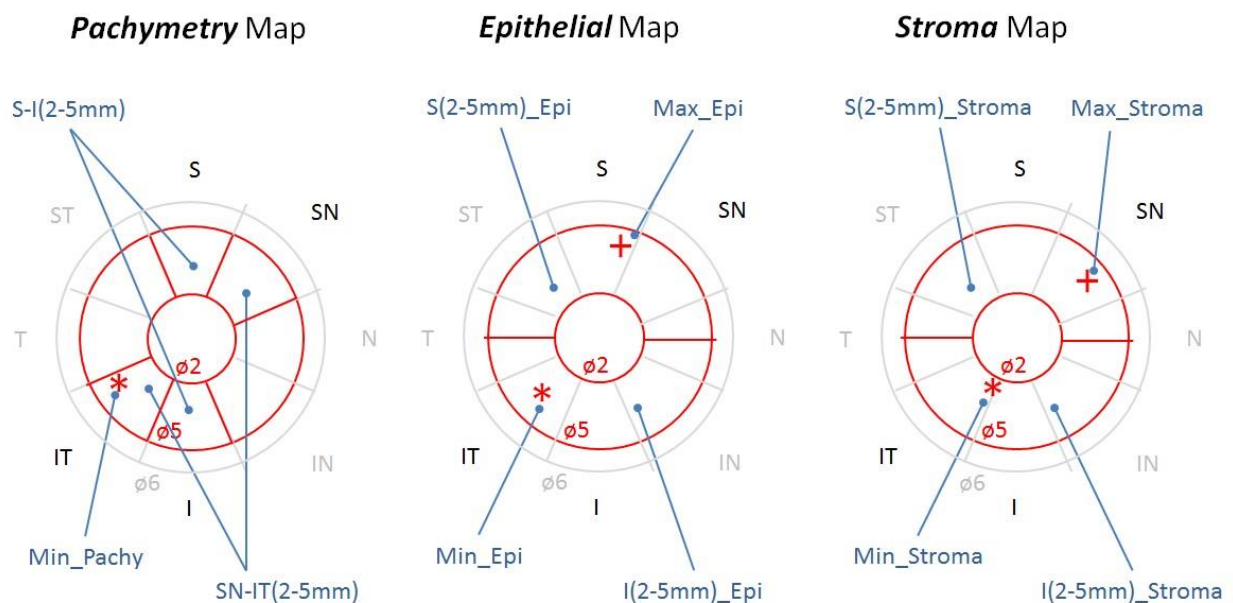 Pachymetry Map
Epithelial Map
Stroma Map
S-I(2-5mm)
S
SN
ST
T
N
ø2
ø5
IT
IN
ø6
I
Min_Pachy
SN-IT(2-5mm)
S(2-5mm)_Epi
Max_Epi
S
SN
ST
T
N
ø2
ø5
IT
IN
ø6
I
Min_Epi
I(2-5mm)_Epi
S(2-5mm)_Stroma
Max_Stroma
S
SN
ST
T
N
ø2
ø5
IT
IN
ø6
I
Min_Stroma
I(2-5mm)_Stroma